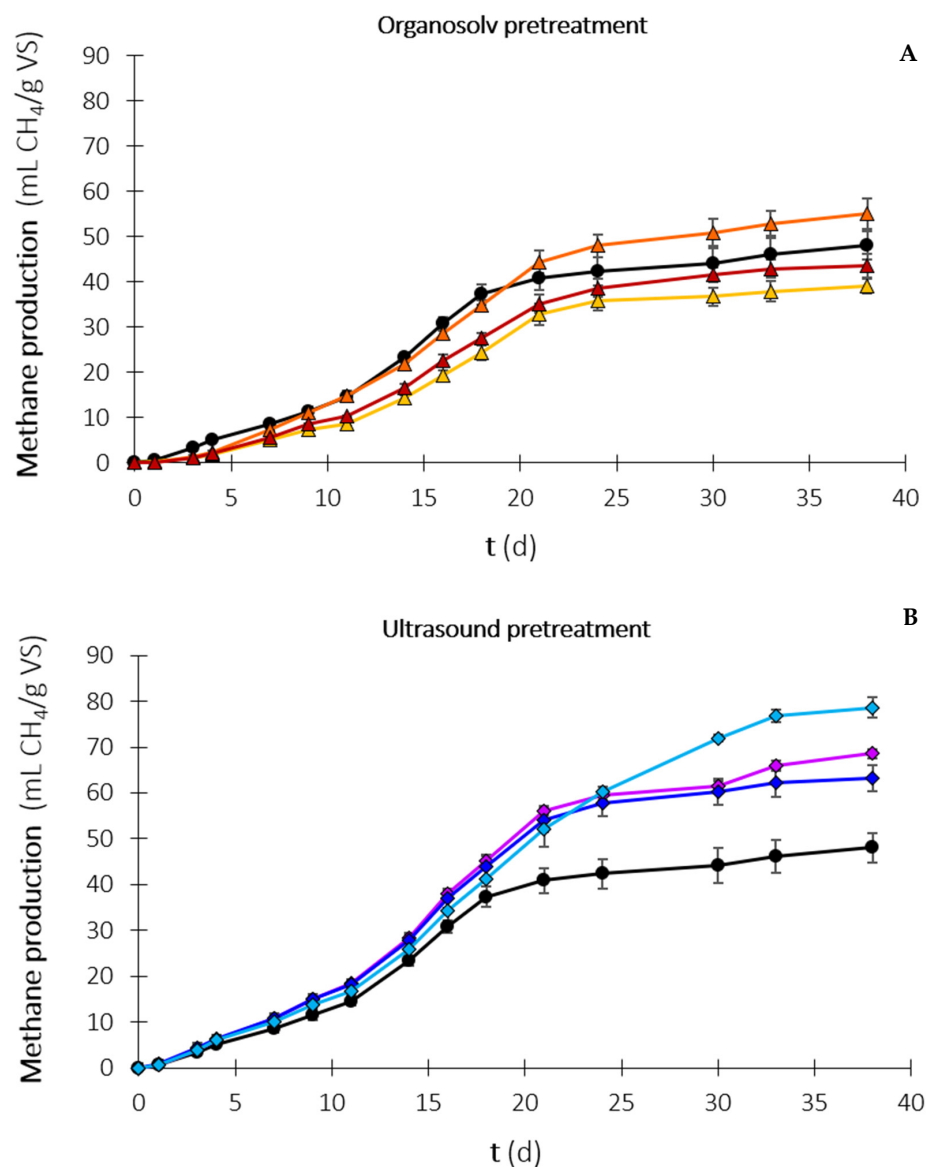 Organosolv pretreatment
A
Methane production (mL CH₄/g VS)
90
80
70
60
50
40
30
20
10
0
0 5 10 15 20 25 30 35 40
t (d)
Ultrasound pretreatment
B
Methane production (mL CH₄/g VS)
90
80
70
60
50
40
30
20
10
0
0 5 10 15 20 25 30 35 40
t (d)